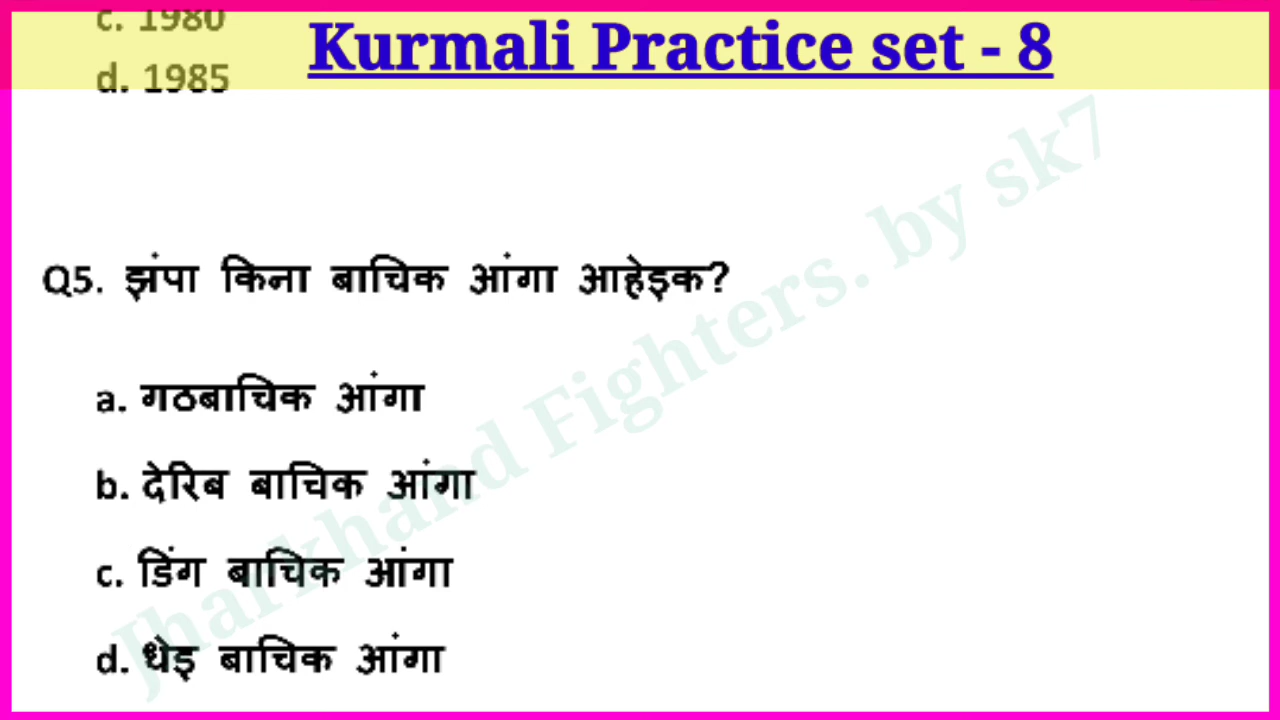 c. 1980
Kurmali Practice set - 8
d. 1985
Q5. झंपा किना बाचिक आंगा आहेइक?
a. गठबाचिक आंगा
b. देरिब बाचिक आंगा
c. डिंग बाचिक आंगा
d. धेइ बाचिक आंगा
Jharkhand Fighters. by sk7